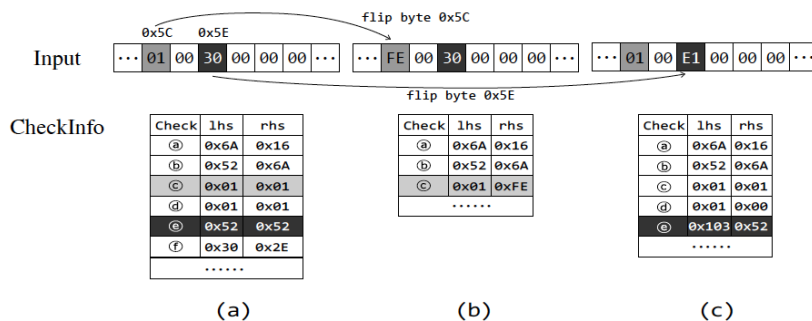 flip byte 0x5C
0x5C 0x5E
Input
··· 01 00 30 00 00 00 ···
··· FE 00 30 00 00 00 ···
··· 01 00 E1 00 00 00 ···
flip byte 0x5E
CheckInfo
Check lhs rhs
ⓐ 0x6A 0x16
ⓑ 0x52 0x6A
ⓒ 0x01 0x01
ⓓ 0x01 0x01
ⓔ 0x52 0x52
ⓕ 0x30 0x2E
······
Check lhs rhs
ⓐ 0x6A 0x16
ⓑ 0x52 0x6A
ⓒ 0x01 0xFE
······
Check lhs rhs
ⓐ 0x6A 0x16
ⓑ 0x52 0x6A
ⓒ 0x01 0x01
ⓓ 0x01 0x00
ⓔ 0x103 0x52
······
(a) (b) (c)